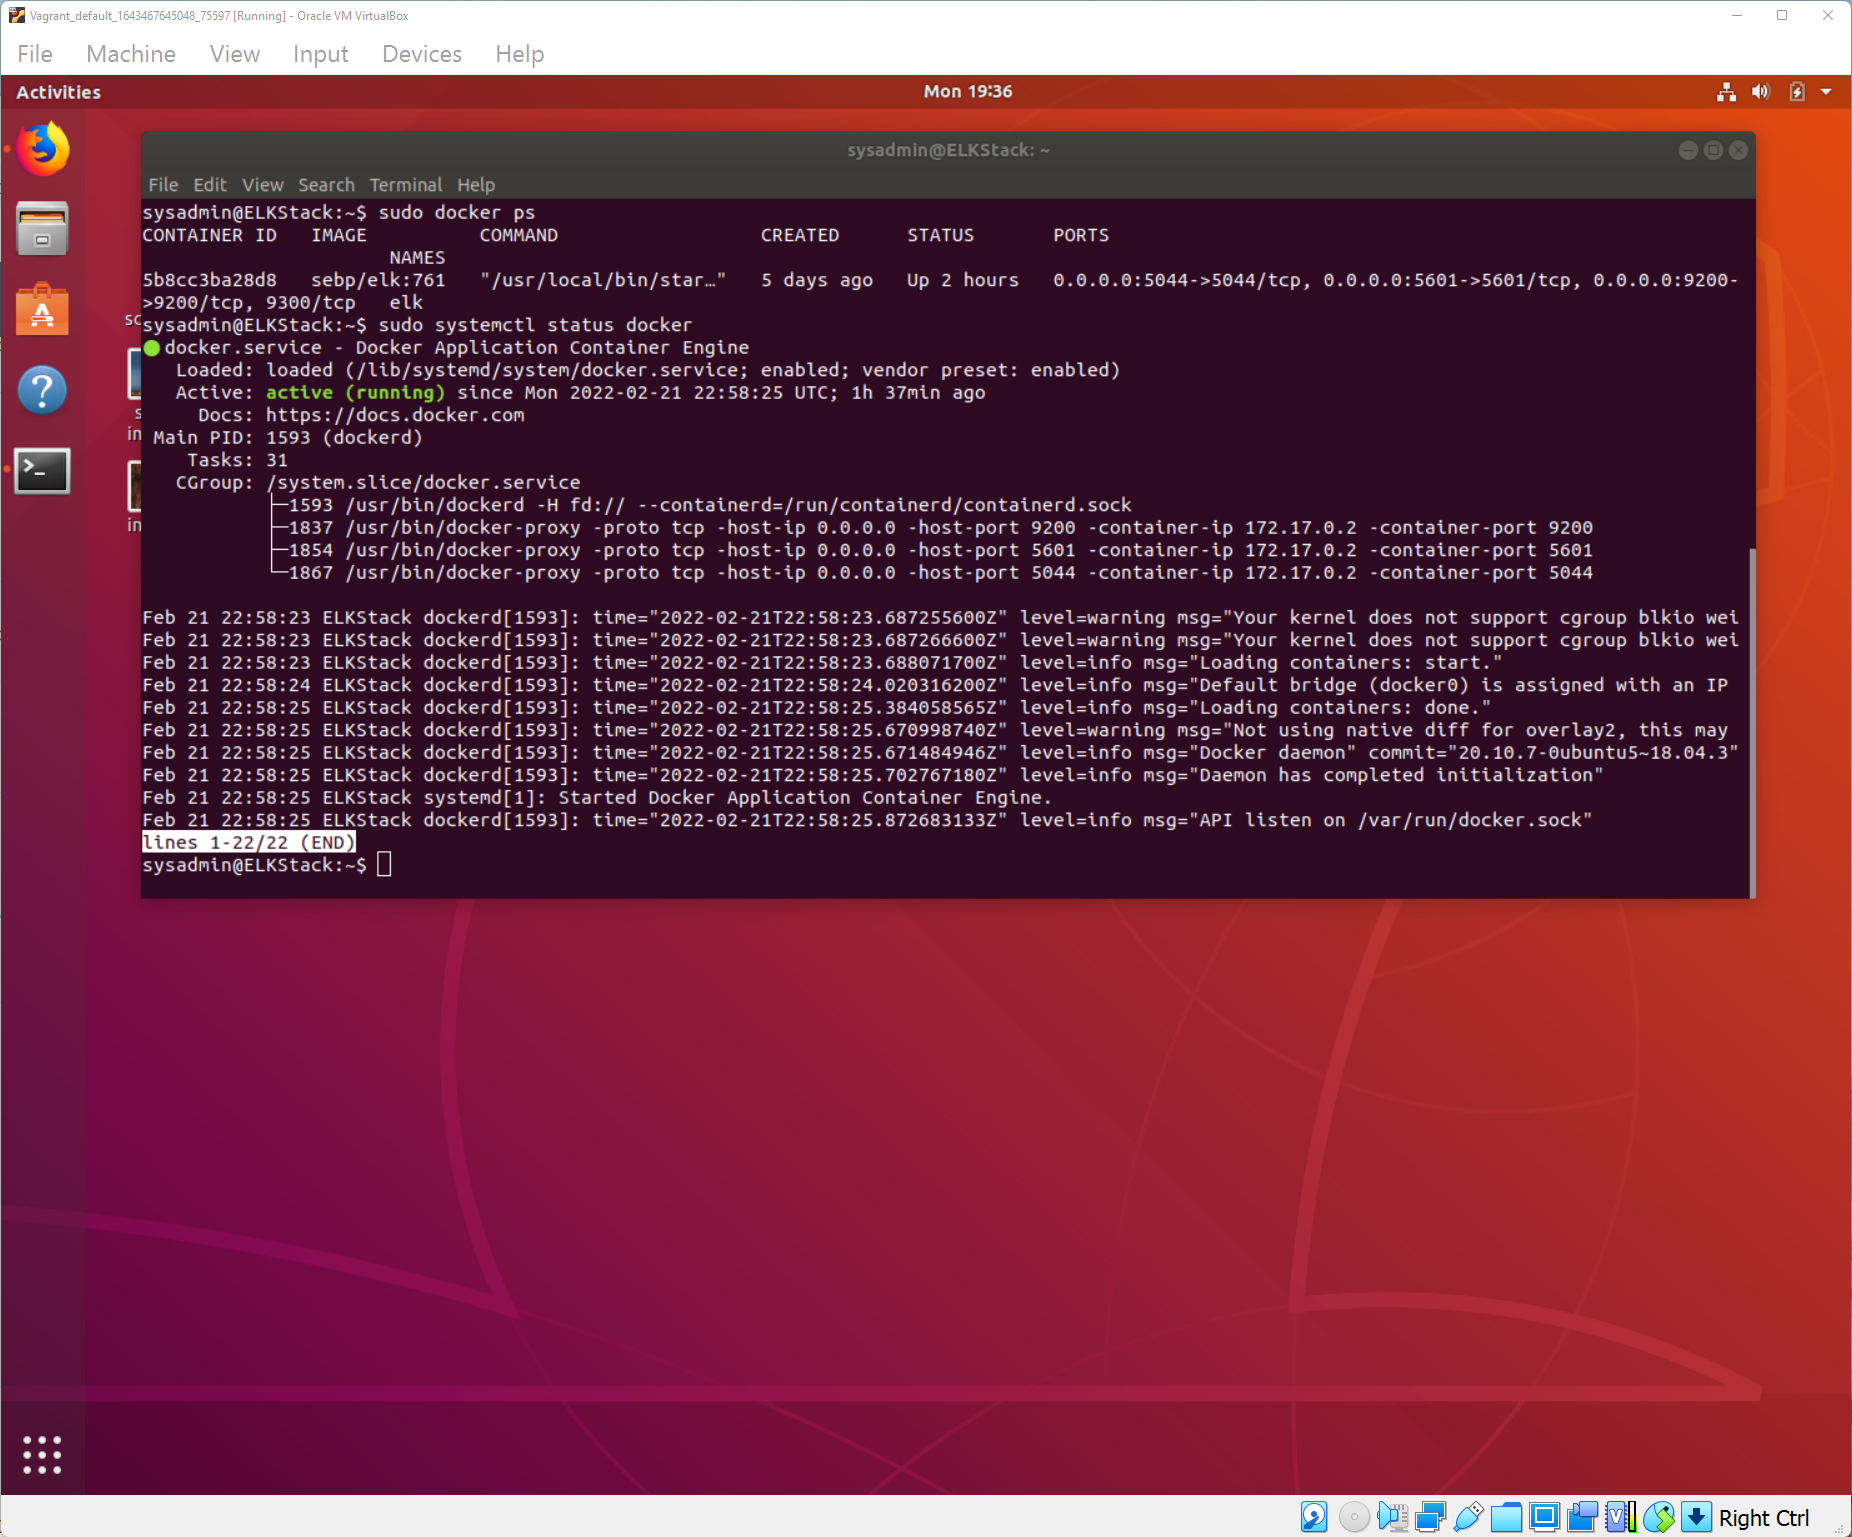 Vagrant_default_1643467645048_75597 [Running] - Oracle VM VirtualBox
File Machine View Input Devices Help
Activities
Mon 19:36
sysadmin@ELKStack: ~
File Edit View Search Terminal Help
sysadmin@ELKStack:~$ sudo docker ps
CONTAINER ID   IMAGE          COMMAND                  CREATED      STATUS       PORTS
                      NAMES
5b8cc3ba28d8   sebp/elk:761   "/usr/local/bin/star…"   5 days ago   Up 2 hours   0.0.0.0:5044->5044/tcp, 0.0.0.0:5601->5601/tcp, 0.0.0.0:9200-
>9200/tcp, 9300/tcp   elk
sysadmin@ELKStack:~$ sudo systemctl status docker
● docker.service - Docker Application Container Engine
   Loaded: loaded (/lib/systemd/system/docker.service; enabled; vendor preset: enabled)
   Active: active (running) since Mon 2022-02-21 22:58:25 UTC; 1h 37min ago
     Docs: https://docs.docker.com
 Main PID: 1593 (dockerd)
    Tasks: 31
   CGroup: /system.slice/docker.service
           ├─1593 /usr/bin/dockerd -H fd:// --containerd=/run/containerd/containerd.sock
           ├─1837 /usr/bin/docker-proxy -proto tcp -host-ip 0.0.0.0 -host-port 9200 -container-ip 172.17.0.2 -container-port 9200
           ├─1854 /usr/bin/docker-proxy -proto tcp -host-ip 0.0.0.0 -host-port 5601 -container-ip 172.17.0.2 -container-port 5601
           └─1867 /usr/bin/docker-proxy -proto tcp -host-ip 0.0.0.0 -host-port 5044 -container-ip 172.17.0.2 -container-port 5044
Feb 21 22:58:23 ELKStack dockerd[1593]: time="2022-02-21T22:58:23.687255600Z" level=warning msg="Your kernel does not support cgroup blkio wei
Feb 21 22:58:23 ELKStack dockerd[1593]: time="2022-02-21T22:58:23.687266600Z" level=warning msg="Your kernel does not support cgroup blkio wei
Feb 21 22:58:23 ELKStack dockerd[1593]: time="2022-02-21T22:58:23.688071700Z" level=info msg="Loading containers: start."
Feb 21 22:58:24 ELKStack dockerd[1593]: time="2022-02-21T22:58:24.020316200Z" level=info msg="Default bridge (docker0) is assigned with an IP
Feb 21 22:58:25 ELKStack dockerd[1593]: time="2022-02-21T22:58:25.384058565Z" level=info msg="Loading containers: done."
Feb 21 22:58:25 ELKStack dockerd[1593]: time="2022-02-21T22:58:25.670998740Z" level=warning msg="Not using native diff for overlay2, this may
Feb 21 22:58:25 ELKStack dockerd[1593]: time="2022-02-21T22:58:25.671484946Z" level=info msg="Docker daemon" commit="20.10.7-0ubuntu5~18.04.3"
Feb 21 22:58:25 ELKStack dockerd[1593]: time="2022-02-21T22:58:25.702767180Z" level=info msg="Daemon has completed initialization"
Feb 21 22:58:25 ELKStack systemd[1]: Started Docker Application Container Engine.
Feb 21 22:58:25 ELKStack dockerd[1593]: time="2022-02-21T22:58:25.872683133Z" level=info msg="API listen on /var/run/docker.sock"
lines 1-22/22 (END)
sysadmin@ELKStack:~$
Right Ctrl